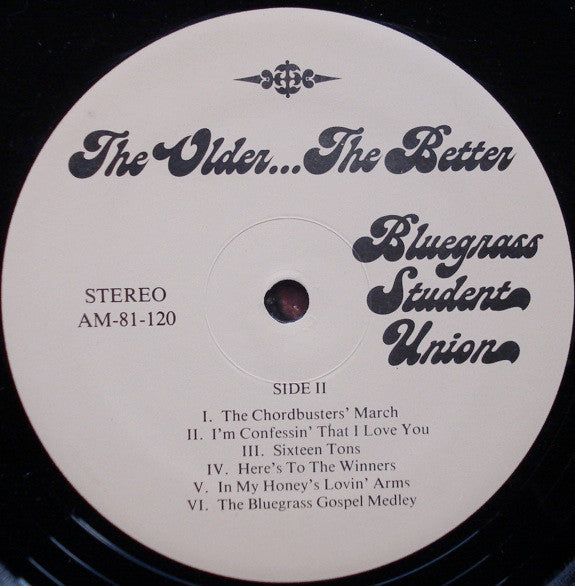 The Older... The Better
Bluegrass
Student
Union
STEREO
AM-81-120
SIDE II
I. The Chordbusters' March
II. I'm Confessin' That I Love You
III. Sixteen Tons
IV. Here's To The Winners
V. In My Honey's Lovin' Arms
VI. The Bluegrass Gospel Medley